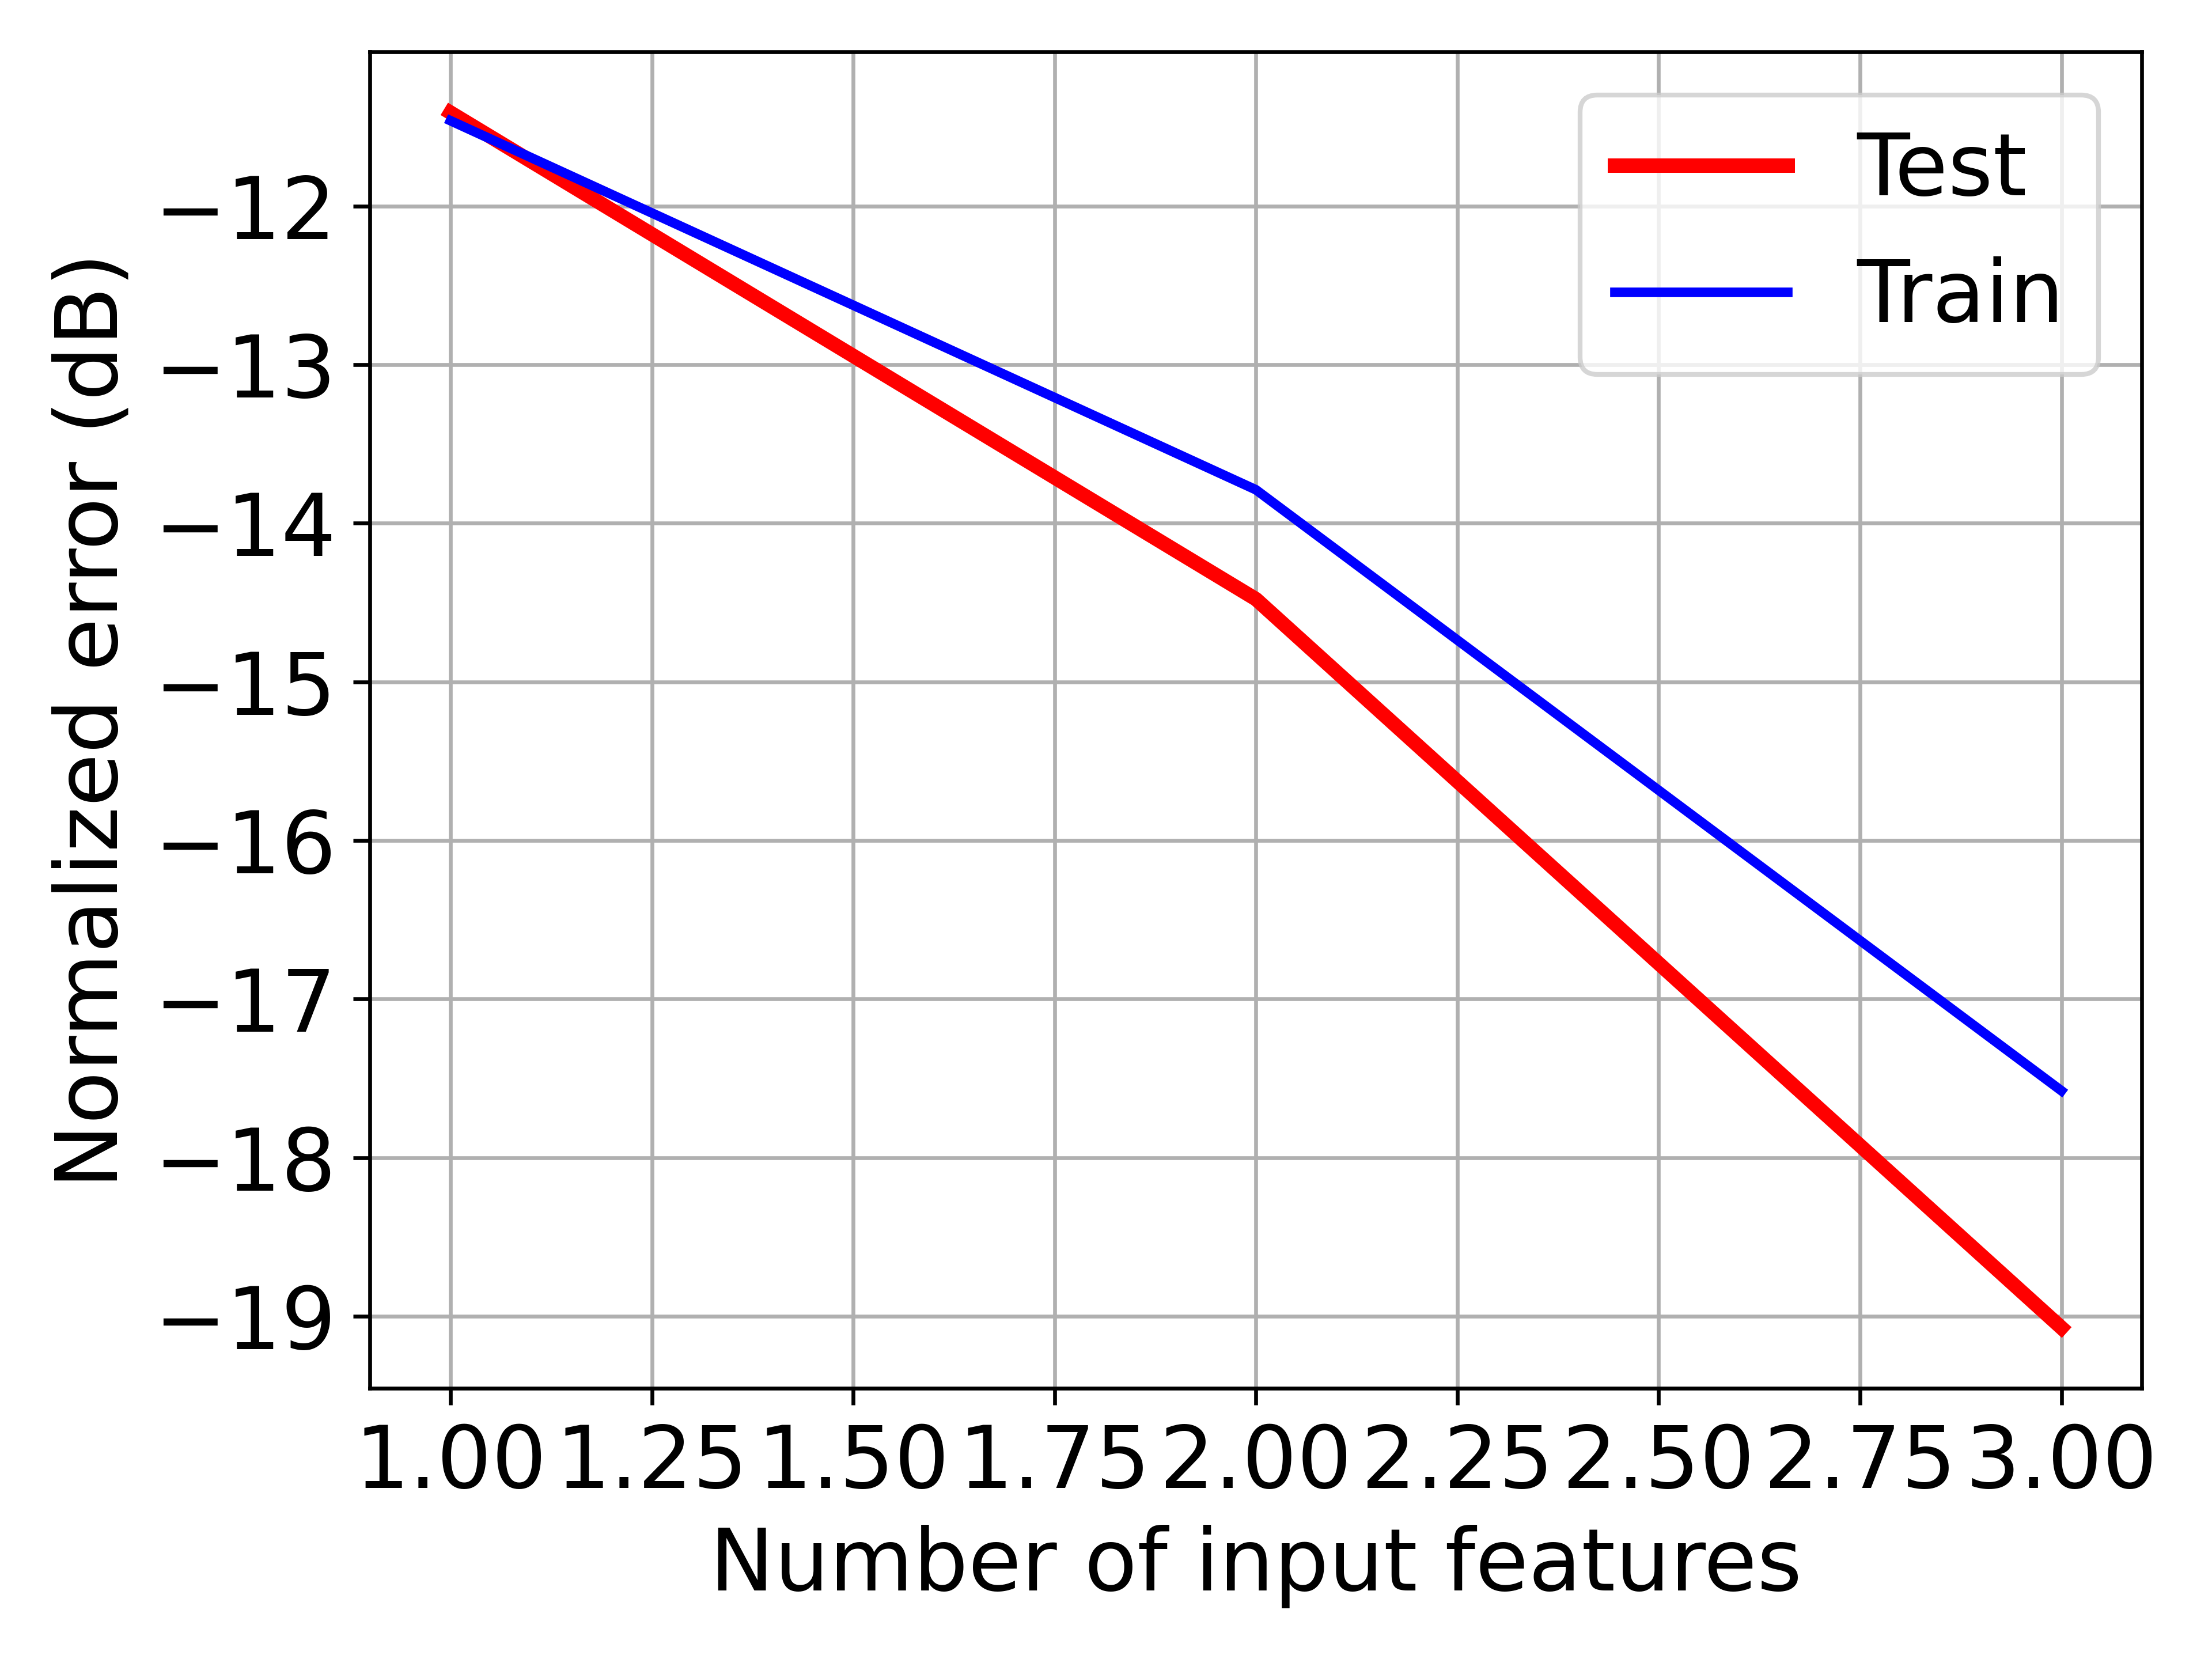 Test
Train
Normalized error (dB)
−12
−13
−14
−15
−16
−17
−18
−19
1.00 1.25 1.50 1.75 2.00 2.25 2.50 2.75 3.00
Number of input features